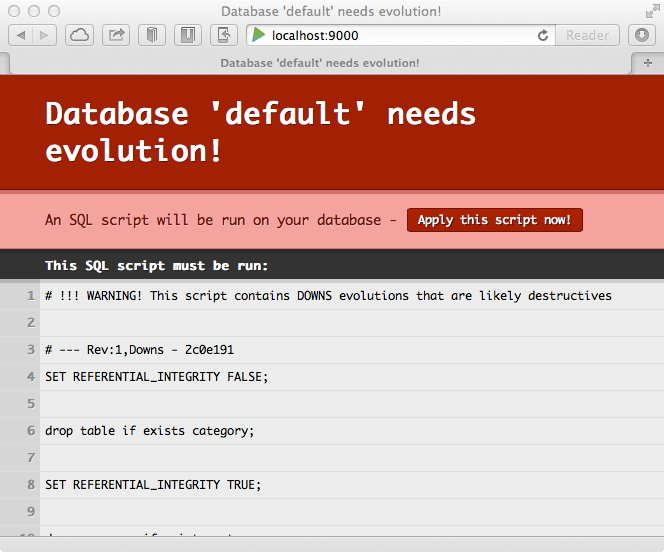 Database 'default' needs evolution!
localhost:9000
Reader
Database 'default' needs evolution!
Database 'default' needs
evolution!
An SQL script will be run on your database - Apply this script now!
This SQL script must be run:
1 # !!! WARNING! This script contains DOWNS evolutions that are likely destructives
2
3 # --- Rev:1,Downs - 2c0e191
4 SET REFERENTIAL_INTEGRITY FALSE;
5
6 drop table if exists category;
7
8 SET REFERENTIAL_INTEGRITY TRUE;
9